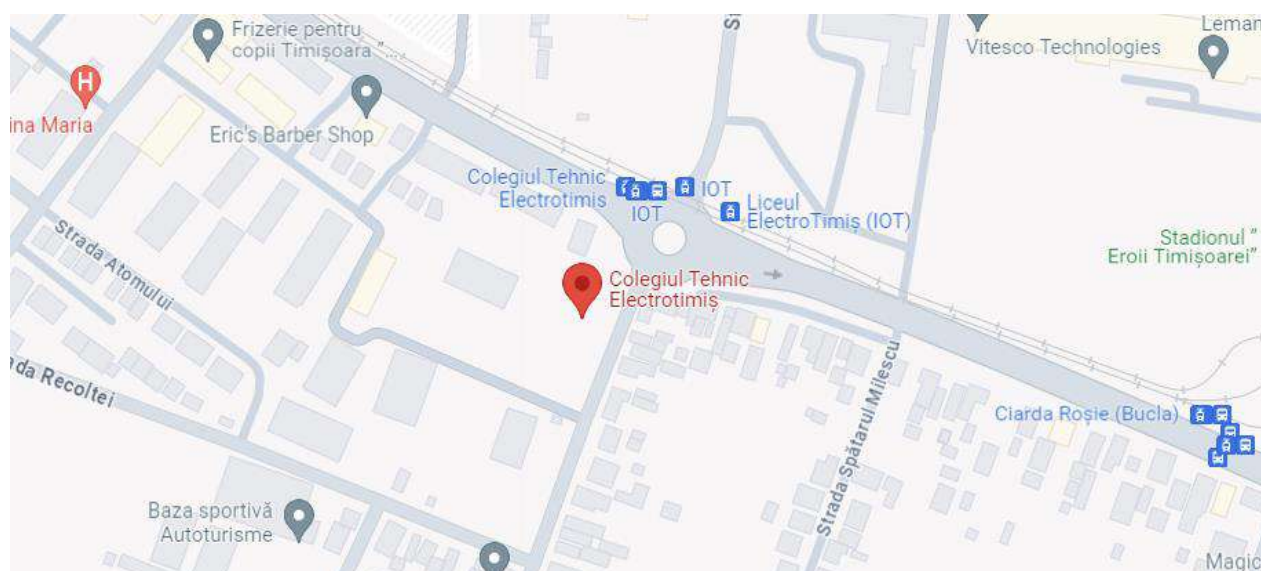 Frizerie pentru
copii Timișoara "...
Leman
Vitesco Technologies
H
ina Maria
Eric's Barber Shop
Colegiul Tehnic
Electrotimis
IOT
IOT
Liceul
ElectroTimiș (IOT)
Stadionul "
Eroii Timișoarei"
Strada Atomului
Colegiul Tehnic
Electrotimiș
ada Recoltei
Strada Spătarul Milescu
Ciarda Roșie (Bucla)
Baza sportivă
Autoturisme
Magic